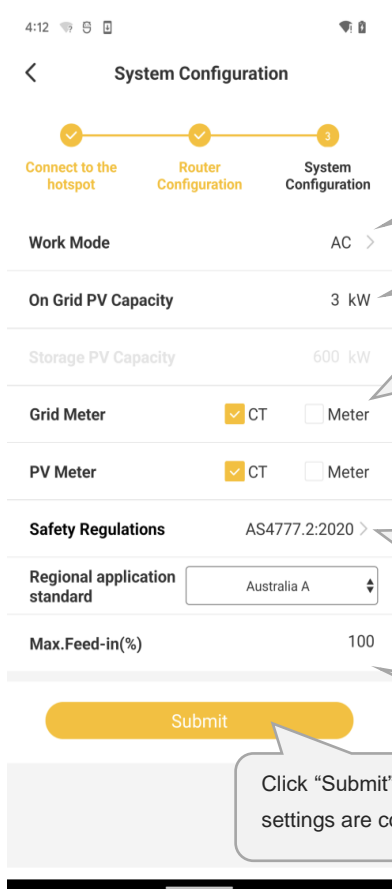 4:12
System Configuration
3
Connect to the hotspot
Router Configuration
System Configuration
Work Mode AC >
On Grid PV Capacity 3 kW
Storage PV Capacity 600 kW
Grid Meter CT Meter
PV Meter CT Meter
Safety Regulations AS4777.2:2020 >
Regional application standard Australia A
Max.Feed-in(%) 100
Submit
Click “Submit”
settings are